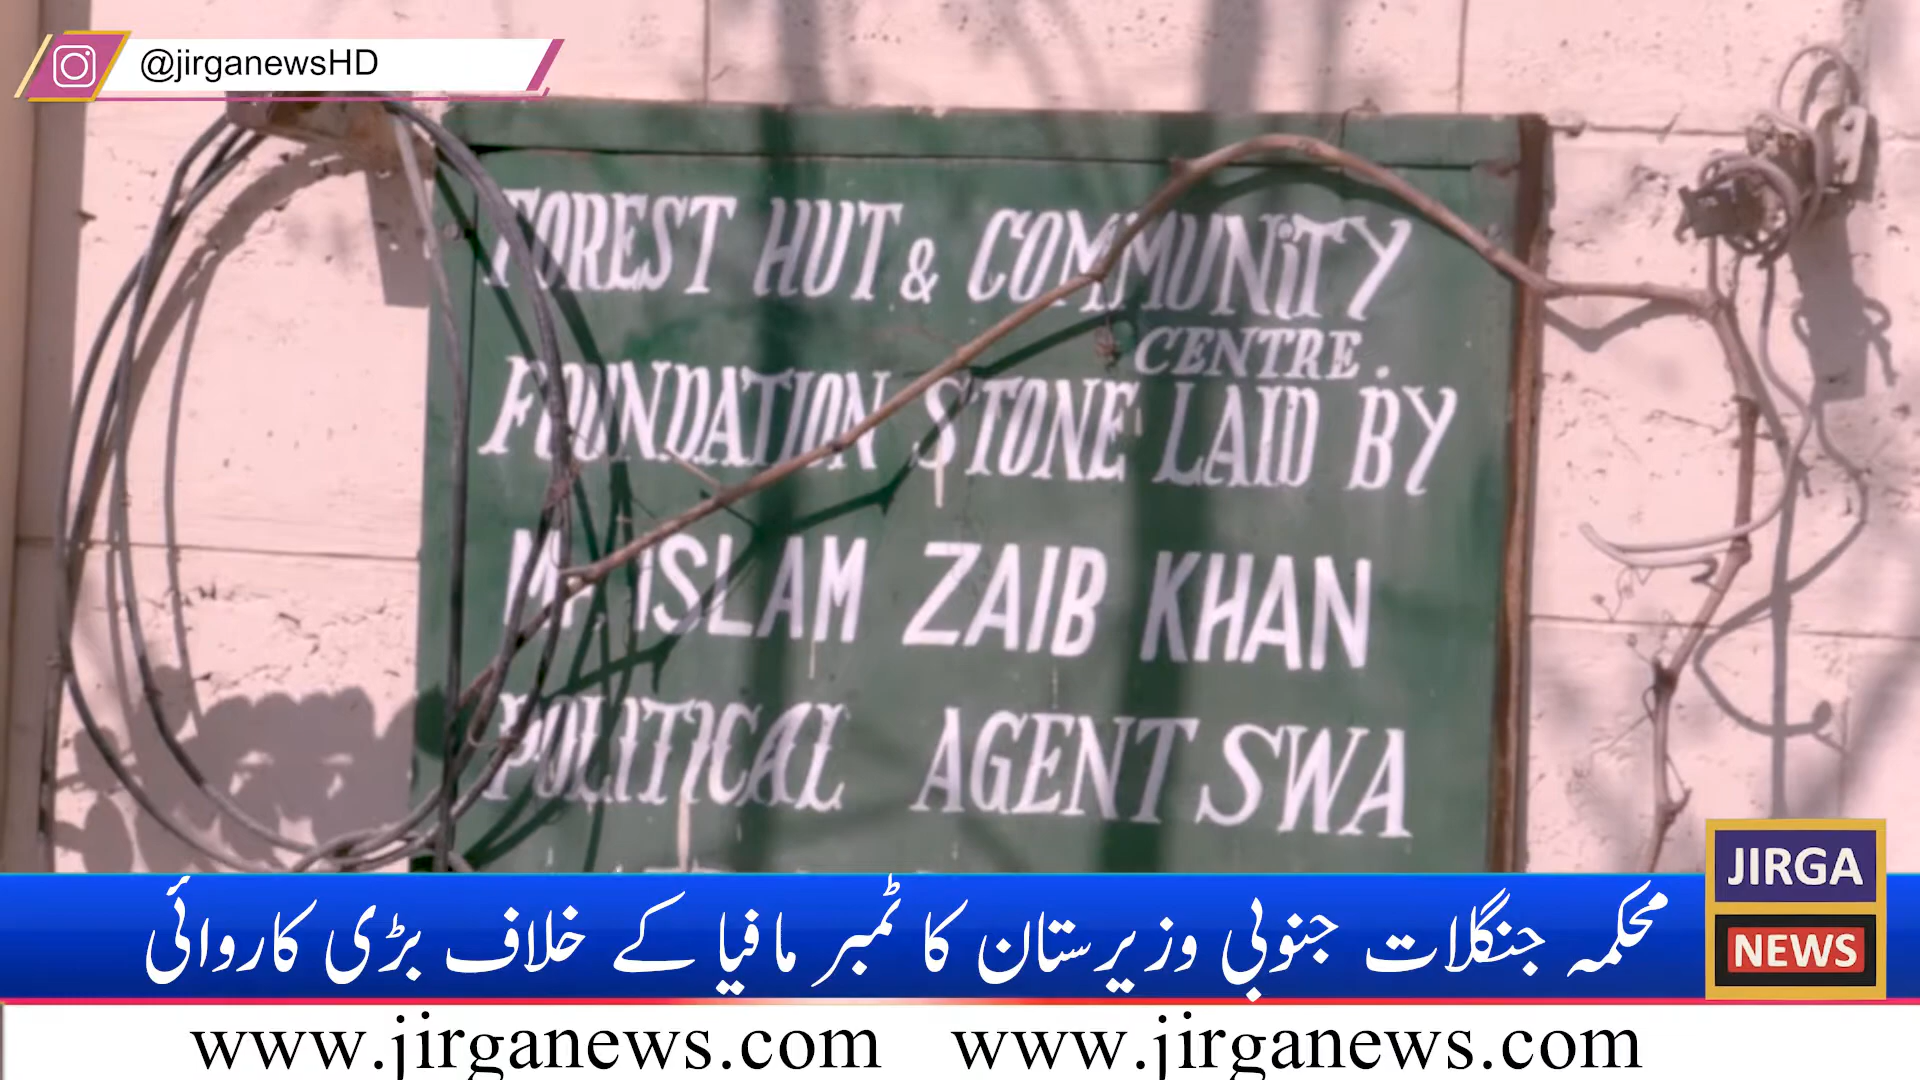 @jirganewsHD
FOREST HUT & COMMUNITY
CENTRE.
FOUNDATION STONE LAID BY
Mr. ISLAM ZAIB KHAN
POLITICAL AGENT SWA
JIRGA
NEWS
محکمہ جنگلات جنوبی وزیرستان کا ٹمبر مافیا کے خلاف بڑی کاروائی
www.jirganews.com www.jirganews.com